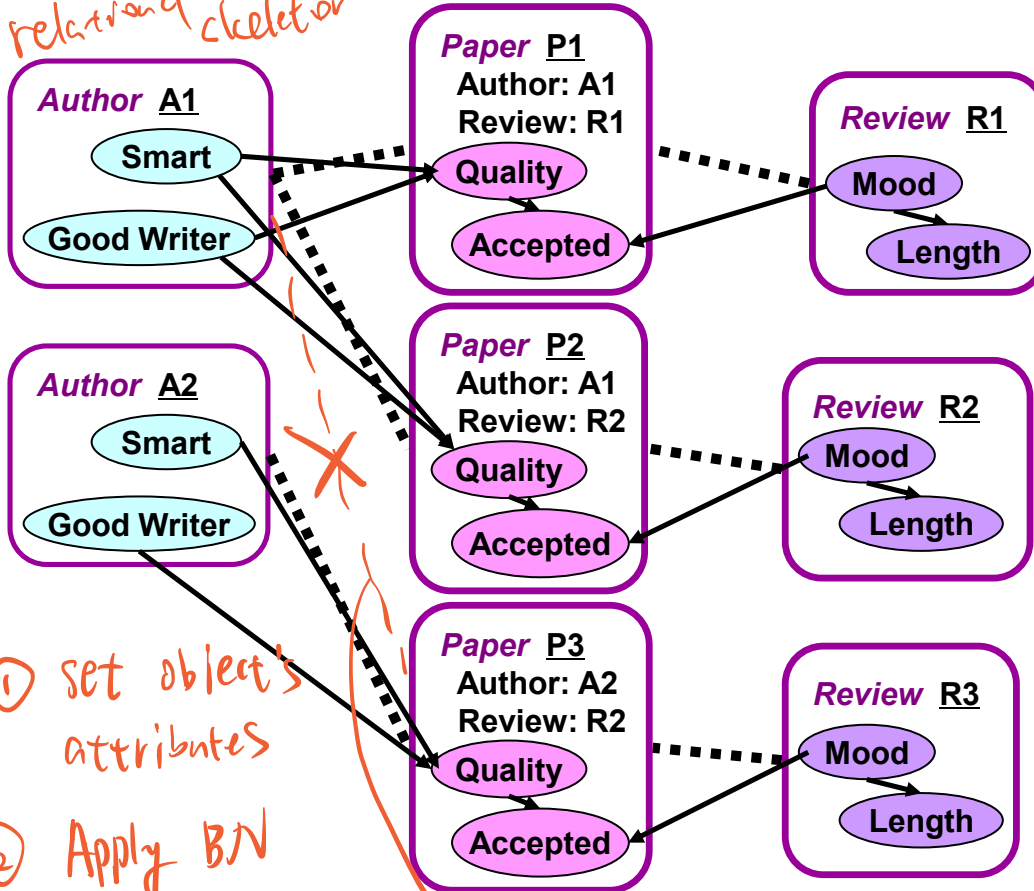 relational skeleton
Author A1
Smart
Good Writer
Paper P1
Author: A1
Review: R1
Quality
Accepted
Review R1
Mood
Length
Author A2
Smart
Good Writer
Paper P2
Author: A1
Review: R2
Quality
Accepted
Review R2
Mood
Length
Paper P3
Author: A2
Review: R2
Quality
Accepted
Review R3
Mood
Length
① set object's
attributes
② Apply BN